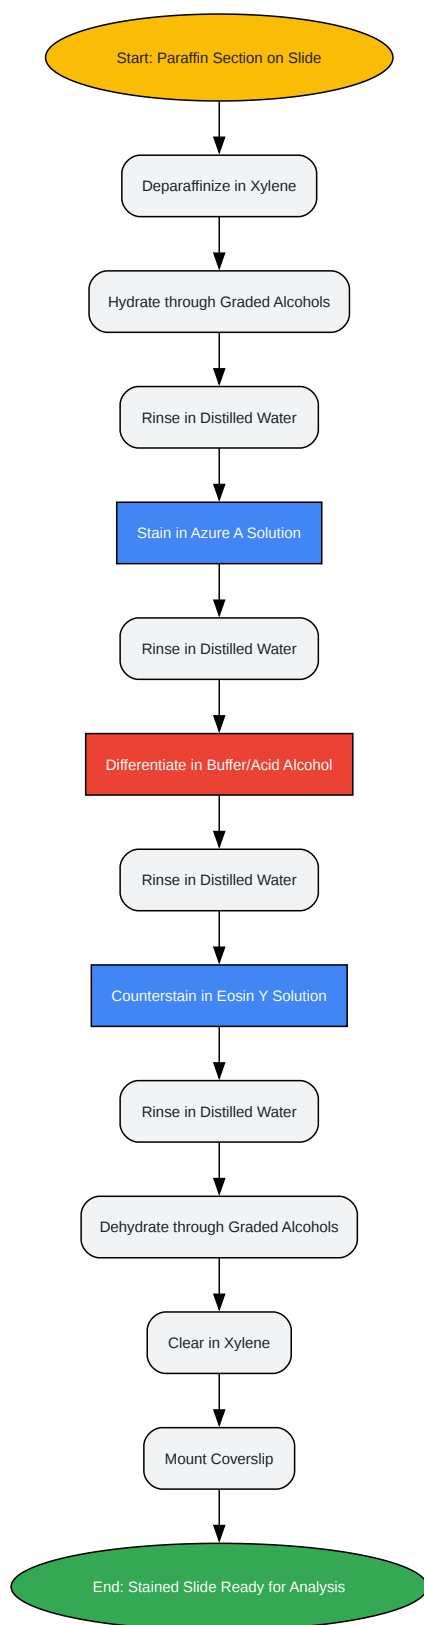 Start: Paraffin Section on Slide
Deparaffinize in Xylene
Hydrate through Graded Alcohols
Rinse in Distilled Water
Stain in Azure A Solution
Rinse in Distilled Water
Differentiate in Buffer/Acid Alcohol
Rinse in Distilled Water
Counterstain in Eosin Y Solution
Rinse in Distilled Water
Dehydrate through Graded Alcohols
Clear in Xylene
Mount Coverslip
End: Stained Slide Ready for Analysis